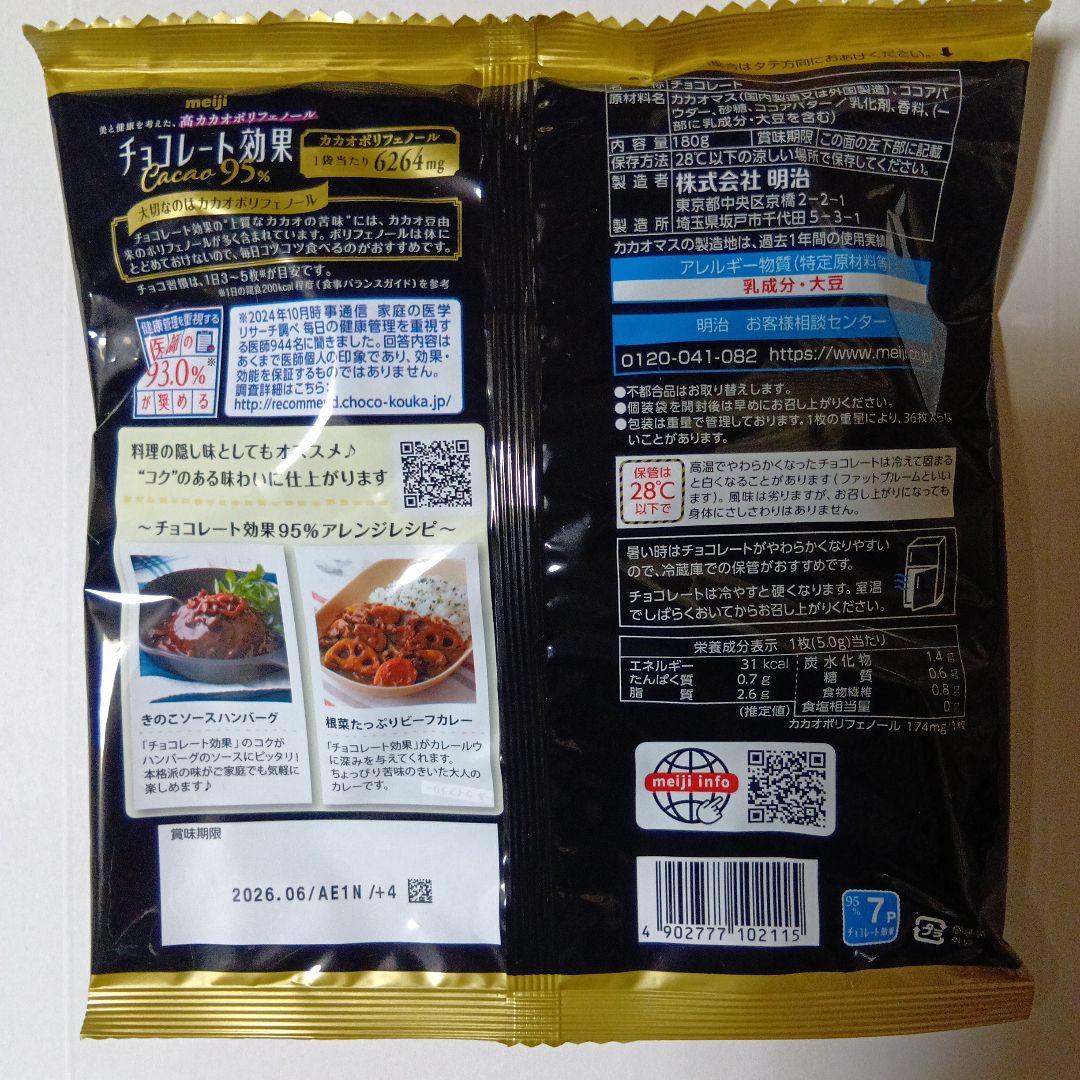 meiji
美と健康を考えた、高カカオポリフェノール
チョコレート効果
Cacao 95%
カカオポリフェノール
1袋当たり 6264mg
大切なのはカカオポリフェノール
チョコレート効果の"上質なカカオの苦味"には、カカオ豆由
来のポリフェノールが多く含まれています。ポリフェノールは体に
とどめておけないので、毎日コツコツ食べるのがおすすめです。
チョコ習慣は、1日3～5枚※が目安です。
※1日の間食200kcal程度(食事バランスガイド)を参考
健康管理を重視する
医師の
93.0%※
が奨める
※2024年10月時事通信 家庭の医学
リサーチ調べ 毎日の健康管理を重視す
る医師944名に聞きました。回答内容は
あくまで医師個人の印象であり、効果・
効能を保証するものではありません。
調査詳細はこちら:
http://recommend.choco-kouka.jp/
料理の隠し味としてもオススメ♪
"コク"のある味わいに仕上がります
～チョコレート効果95%アレンジレシピ～
きのこソースハンバーグ
「チョコレート効果」のコクが
ハンバーグのソースにピッタリ!
本格派の味がご家庭でも気軽に
楽しめます♪
根菜たっぷりビーフカレー
「チョコレート効果」がカレールウ
に深みを与えてくれます。
ちょっぴり苦味のきいた大人の
カレーです。
賞味期限
2026.06/AE1N /+4
場合はタテ方向におあけください。
称 チョコレート
原材料名 カカオマス(国内製造又は外国製造)、ココアパ
ウダー、砂糖、ココアバター/乳化剤、香料、(一
部に乳成分・大豆を含む)
内容量 180g 賞味期限 この面の左下部に記載
保存方法 28℃以下の涼しい場所で保存してください。
製造者 株式会社 明治
東京都中央区京橋2-2-1
製造所 埼玉県坂戸市千代田5-3-1
カカオマスの製造地は、過去1年間の使用実績
アレルギー物質(特定原材料等)
乳成分・大豆
明治 お客様相談センター
0120-041-082 https://www.meiji.co.jp/
●不都合品はお取り替えします。
●個装袋を開封後は早めにお召し上がりください。
●包装は重量で管理しております。1枚の重量により、36枚入らな
いことがあります。
保管は
28℃
以下で
高温でやわらかくなったチョコレートは冷えて固まる
と白くなることがあります(ファットブルームといい
ます)。風味は劣りますが、お召し上がりになっても
身体にさしさわりはありません。
暑い時はチョコレートがやわらかくなりやすい
ので、冷蔵庫での保管がおすすめです。
チョコレートは冷やすと硬くなります。室温
でしばらくおいてからお召し上がりください。
栄養成分表示 1枚(5.0g)当たり
エネルギー 31 kcal
たんぱく質 0.7 g
脂質 2.6 g
炭水化物 1.4 g
糖質 0.6 g
食物繊維 0.8 g
食塩相当量 0 g
(推定値)
カカオポリフェノール 174mg/1枚
meiji info
4 902777 102115
95%
7P
チョコレート効果
プラ